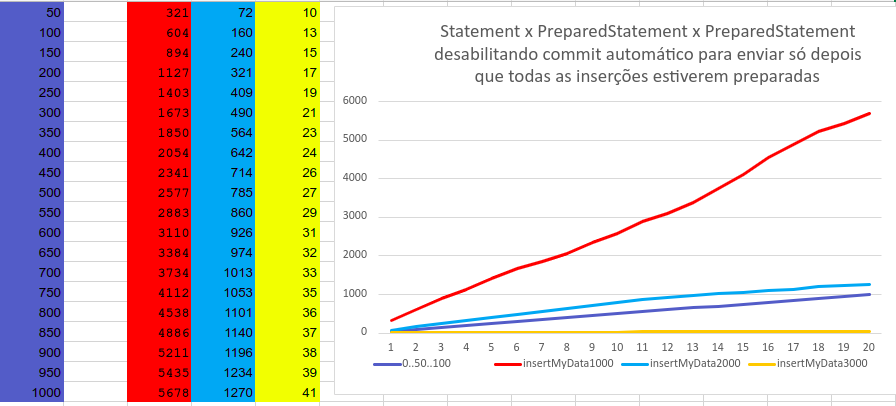 50 321 72 10
100 604 160 13
150 894 240 15
200 1127 321 17
250 1403 409 19
300 1673 490 21
350 1850 564 23
400 2054 642 24
450 2341 714 26
500 2577 785 27
550 2883 860 29
600 3110 926 31
650 3384 974 32
700 3734 1013 33
750 4112 1053 35
800 4538 1101 36
850 4886 1140 37
900 5211 1196 38
950 5435 1234 39
1000 5678 1270 41
Statement x PreparedStatement x PreparedStatement
desabilitando commit automático para enviar só depois
que todas as inserções estiverem preparadas
6000
5000
4000
3000
2000
1000
0
1 2 3 4 5 6 7 8 9 10 11 12 13 14 15 16 17 18 19 20
0..50..100 insertMyData1000 insertMyData2000 insertMyData3000